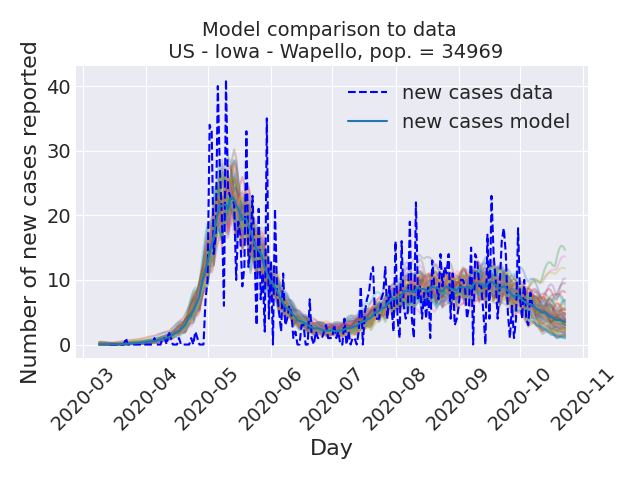 Model comparison to data
US - Iowa - Wapello, pop. = 34969
new cases data
new cases model
Number of new cases reported
40
30
20
10
0
2020-03
2020-04
2020-05
2020-06
2020-07
2020-08
2020-09
2020-10
2020-11
Day